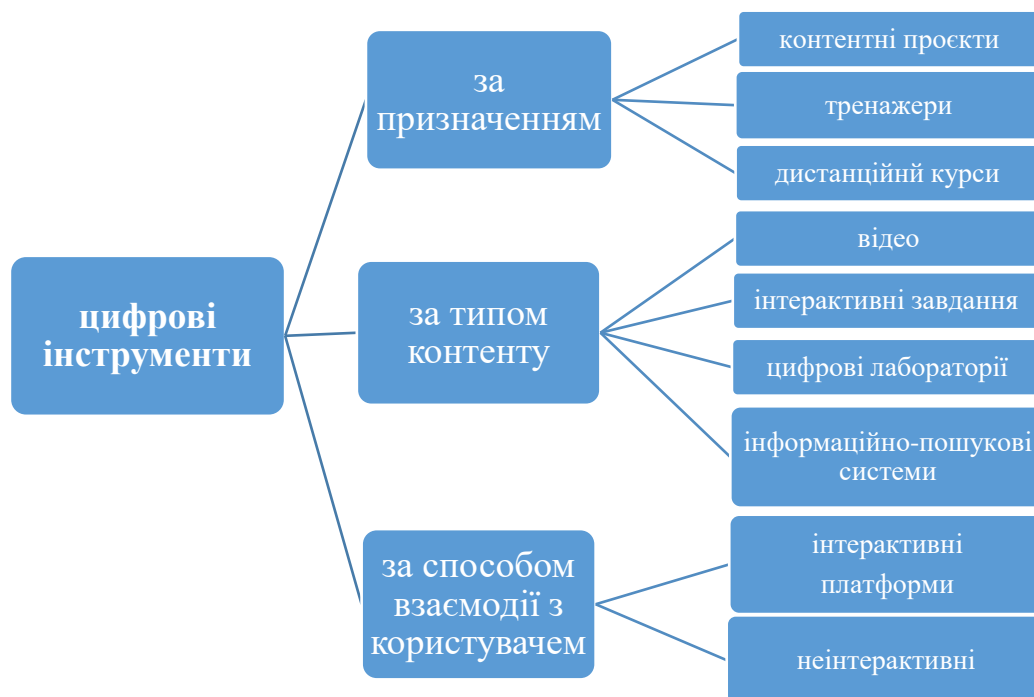 цифрові
інструменти
за
призначенням
контентні проєкти
тренажери
дистанційнй курси
за типом
контенту
відео
інтерактивні завдання
цифрові лабораторії
інформаційно-пошукові
системи
за способом
взаємодії з
користувачем
інтерактивні
платформи
неінтерактивні